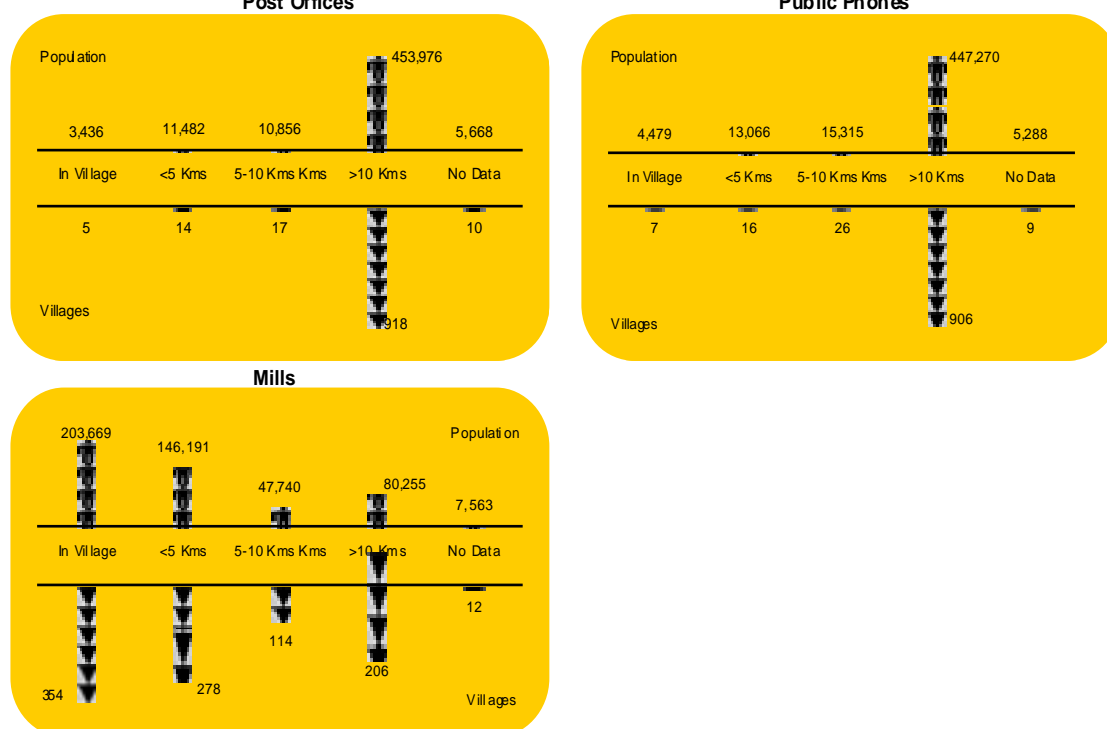 Post Offices
Population
453,976
3,436 11,482 10,856 5,668
In Village <5 Kms 5-10 Kms Kms >10 Kms No Data
5 14 17 10
Villages
918
Public Phones
Population
447,270
4,479 13,066 15,315 5,288
In Village <5 Kms 5-10 Kms Kms >10 Kms No Data
7 16 26 9
Villages
906
Mills
203,669 Population
146,191
47,740 80,255
7,563
In Village <5 Kms 5-10 Kms Kms >10 Kms No Data
12
114
206
354 278
Villages